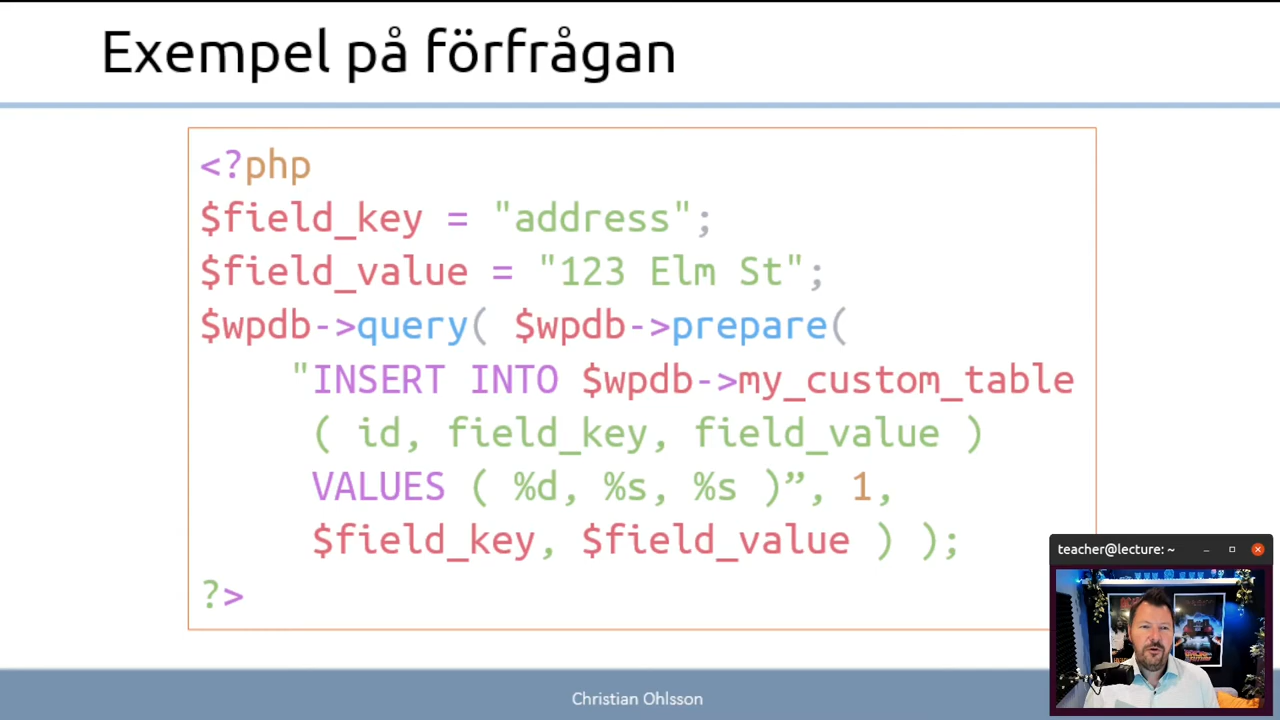 Exempel på förfrågan
<?php
$field_key = "address";
$field_value = "123 Elm St";
$wpdb->query( $wpdb->prepare(
"INSERT INTO $wpdb->my_custom_table
( id, field_key, field_value )
VALUES ( %d, %s, %s )”, 1,
$field_key, $field_value ) );
?>
teacher@lecture: ~
Christian Ohlsson